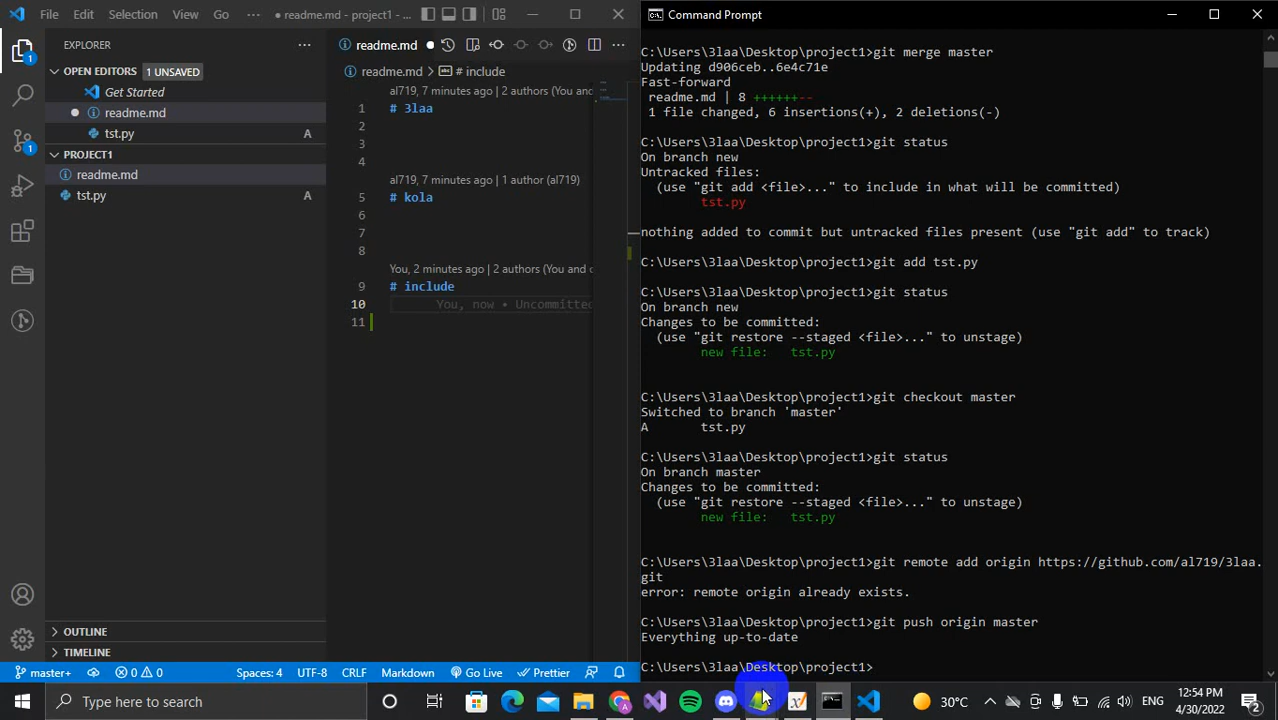 File Edit Selection View Go ··· ● readme.md - project1 - ...
EXPLORER
OPEN EDITORS 1 UNSAVED
Get Started
readme.md
tst.py A
PROJECT1
readme.md
tst.py A
OUTLINE
TIMELINE
readme.md
readme.md > # include
al719, 7 minutes ago | 2 authors (You and
1 # 3laa
2
3
4
al719, 7 minutes ago | 1 author (al719)
5 # kola
6
7
8
You, 2 minutes ago | 2 authors (You and o
9 # include
10 You, now • Uncommitted
11
master+ 0 0 Spaces: 4 UTF-8 CRLF Markdown Go Live Prettier
Command Prompt
C:\Users\3laa\Desktop\project1>git merge master
Updating d906ceb..6e4c71e
Fast-forward
readme.md | 8 ++++++--
1 file changed, 6 insertions(+), 2 deletions(-)
C:\Users\3laa\Desktop\project1>git status
On branch new
Untracked files:
(use "git add <file>..." to include in what will be committed)
tst.py
nothing added to commit but untracked files present (use "git add" to track)
C:\Users\3laa\Desktop\project1>git add tst.py
C:\Users\3laa\Desktop\project1>git status
On branch new
Changes to be committed:
(use "git restore --staged <file>..." to unstage)
new file: tst.py
C:\Users\3laa\Desktop\project1>git checkout master
Switched to branch 'master'
A tst.py
C:\Users\3laa\Desktop\project1>git status
On branch master
Changes to be committed:
(use "git restore --staged <file>..." to unstage)
new file: tst.py
C:\Users\3laa\Desktop\project1>git remote add origin https://github.com/al719/3laa.
git
error: remote origin already exists.
C:\Users\3laa\Desktop\project1>git push origin master
Everything up-to-date
C:\Users\3laa\Desktop\project1>
Type here to search
30°C ENG 12:54 PM
4/30/2022 2